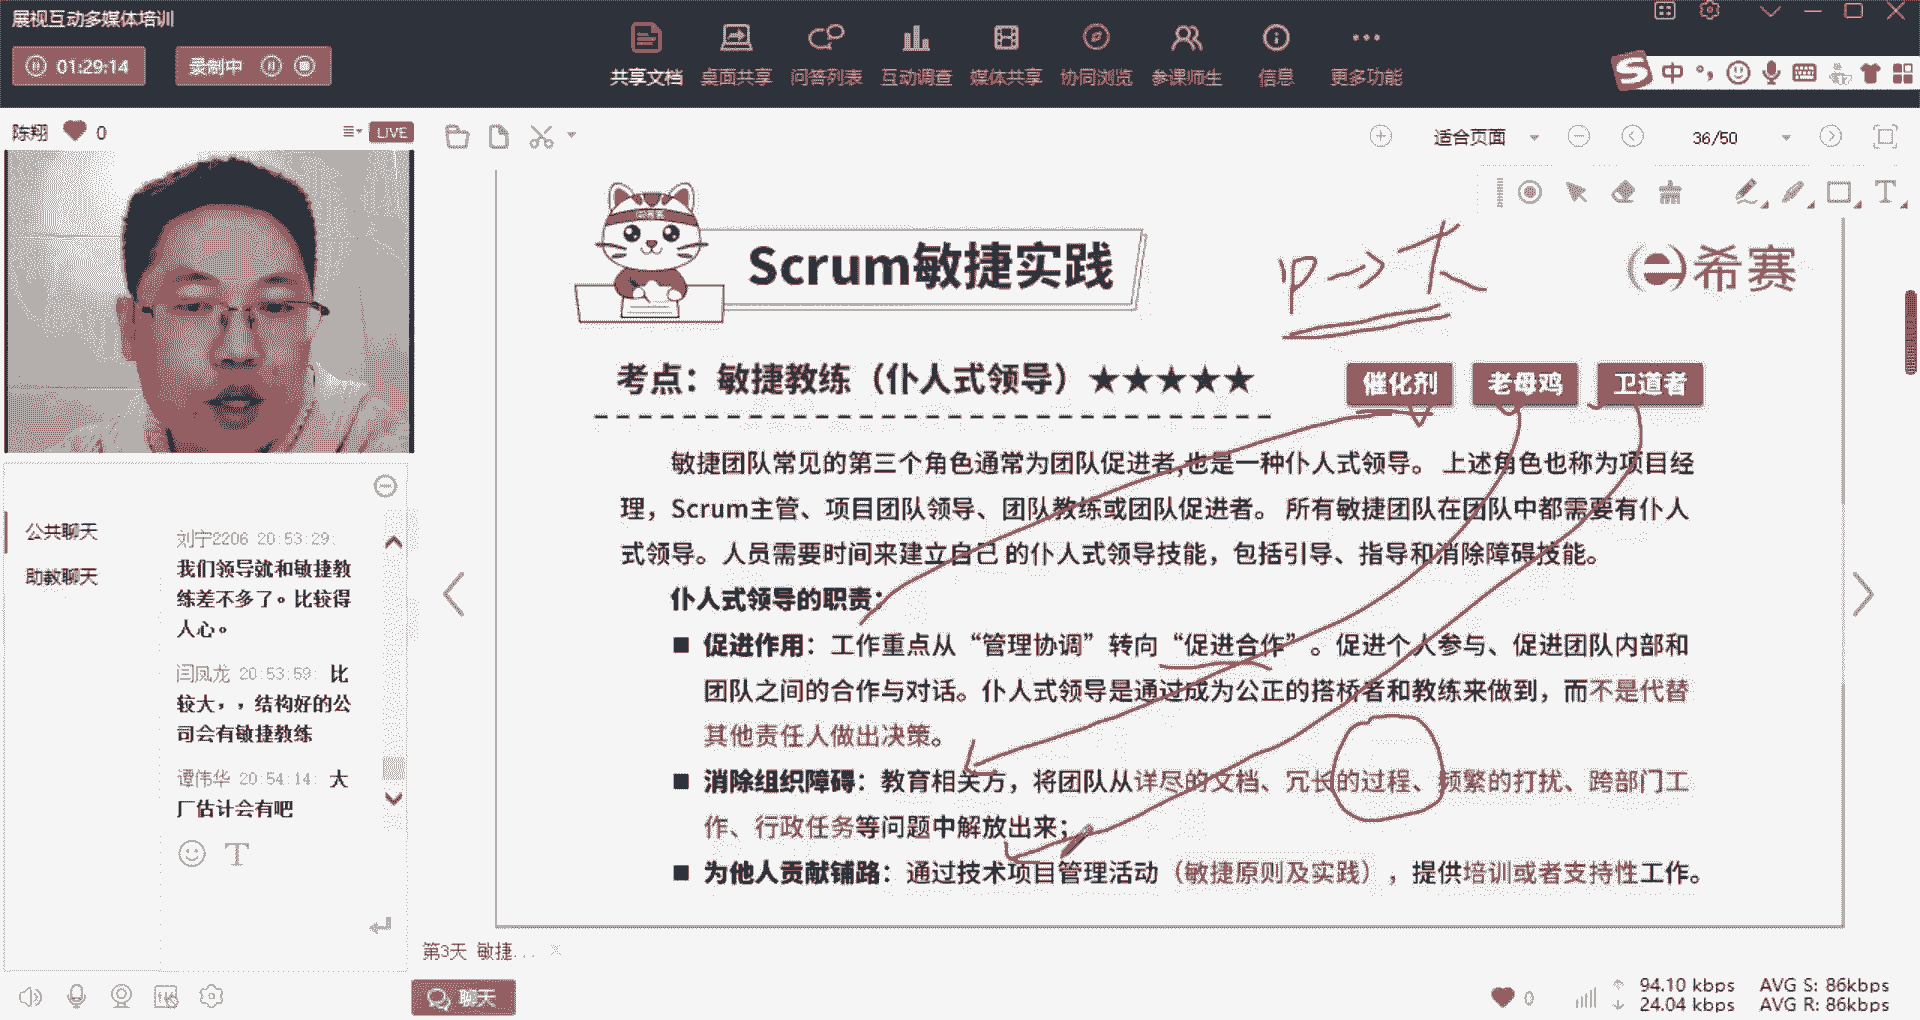 展视互动多媒体培训
01:29:14
录制中
共享文档 桌面共享 问答列表 互动调查 媒体共享 协同浏览 参课师生 信息 更多功能
中
陈翔 0 LIVE
适合页面 36/50
Scrum敏捷实践
希赛
考点：敏捷教练（仆人式领导）★★★★★
催化剂 老母鸡 卫道者
敏捷团队常见的第三个角色通常为团队促进者,也是一种仆人式领导。 上述角色也称为项目经
理，Scrum主管、项目团队领导、团队教练或团队促进者。 所有敏捷团队在团队中都需要有仆人
式领导。人员需要时间来建立自己的仆人式领导技能，包括引导、指导和消除障碍技能。
仆人式领导的职责：
■ 促进作用：工作重点从“管理协调”转向“促进合作”。促进个人参与、促进团队内部和
团队之间的合作与对话。仆人式领导是通过成为公正的搭桥者和教练来做到，而不是代替
其他责任人做出决策。
■ 消除组织障碍：教育相关方，将团队从详尽的文档、冗长的过程、频繁的打扰、跨部门工
作、行政任务等问题中解放出来；
■ 为他人贡献铺路：通过技术项目管理活动（敏捷原则及实践），提供培训或者支持性工作。
公共聊天
助教聊天
刘宁2206 20:53:29:
我们领导就和敏捷教
练差不多了。比较得
人心。
闫凤龙 20:53:59: 比
较大，，结构好的公
司会有敏捷教练
谭伟华 20:54:14: 大
厂估计会有吧
第3天 敏捷...
聊天
0
94.10 kbps AVG S: 86kbps
24.04 kbps AVG R: 86kbps